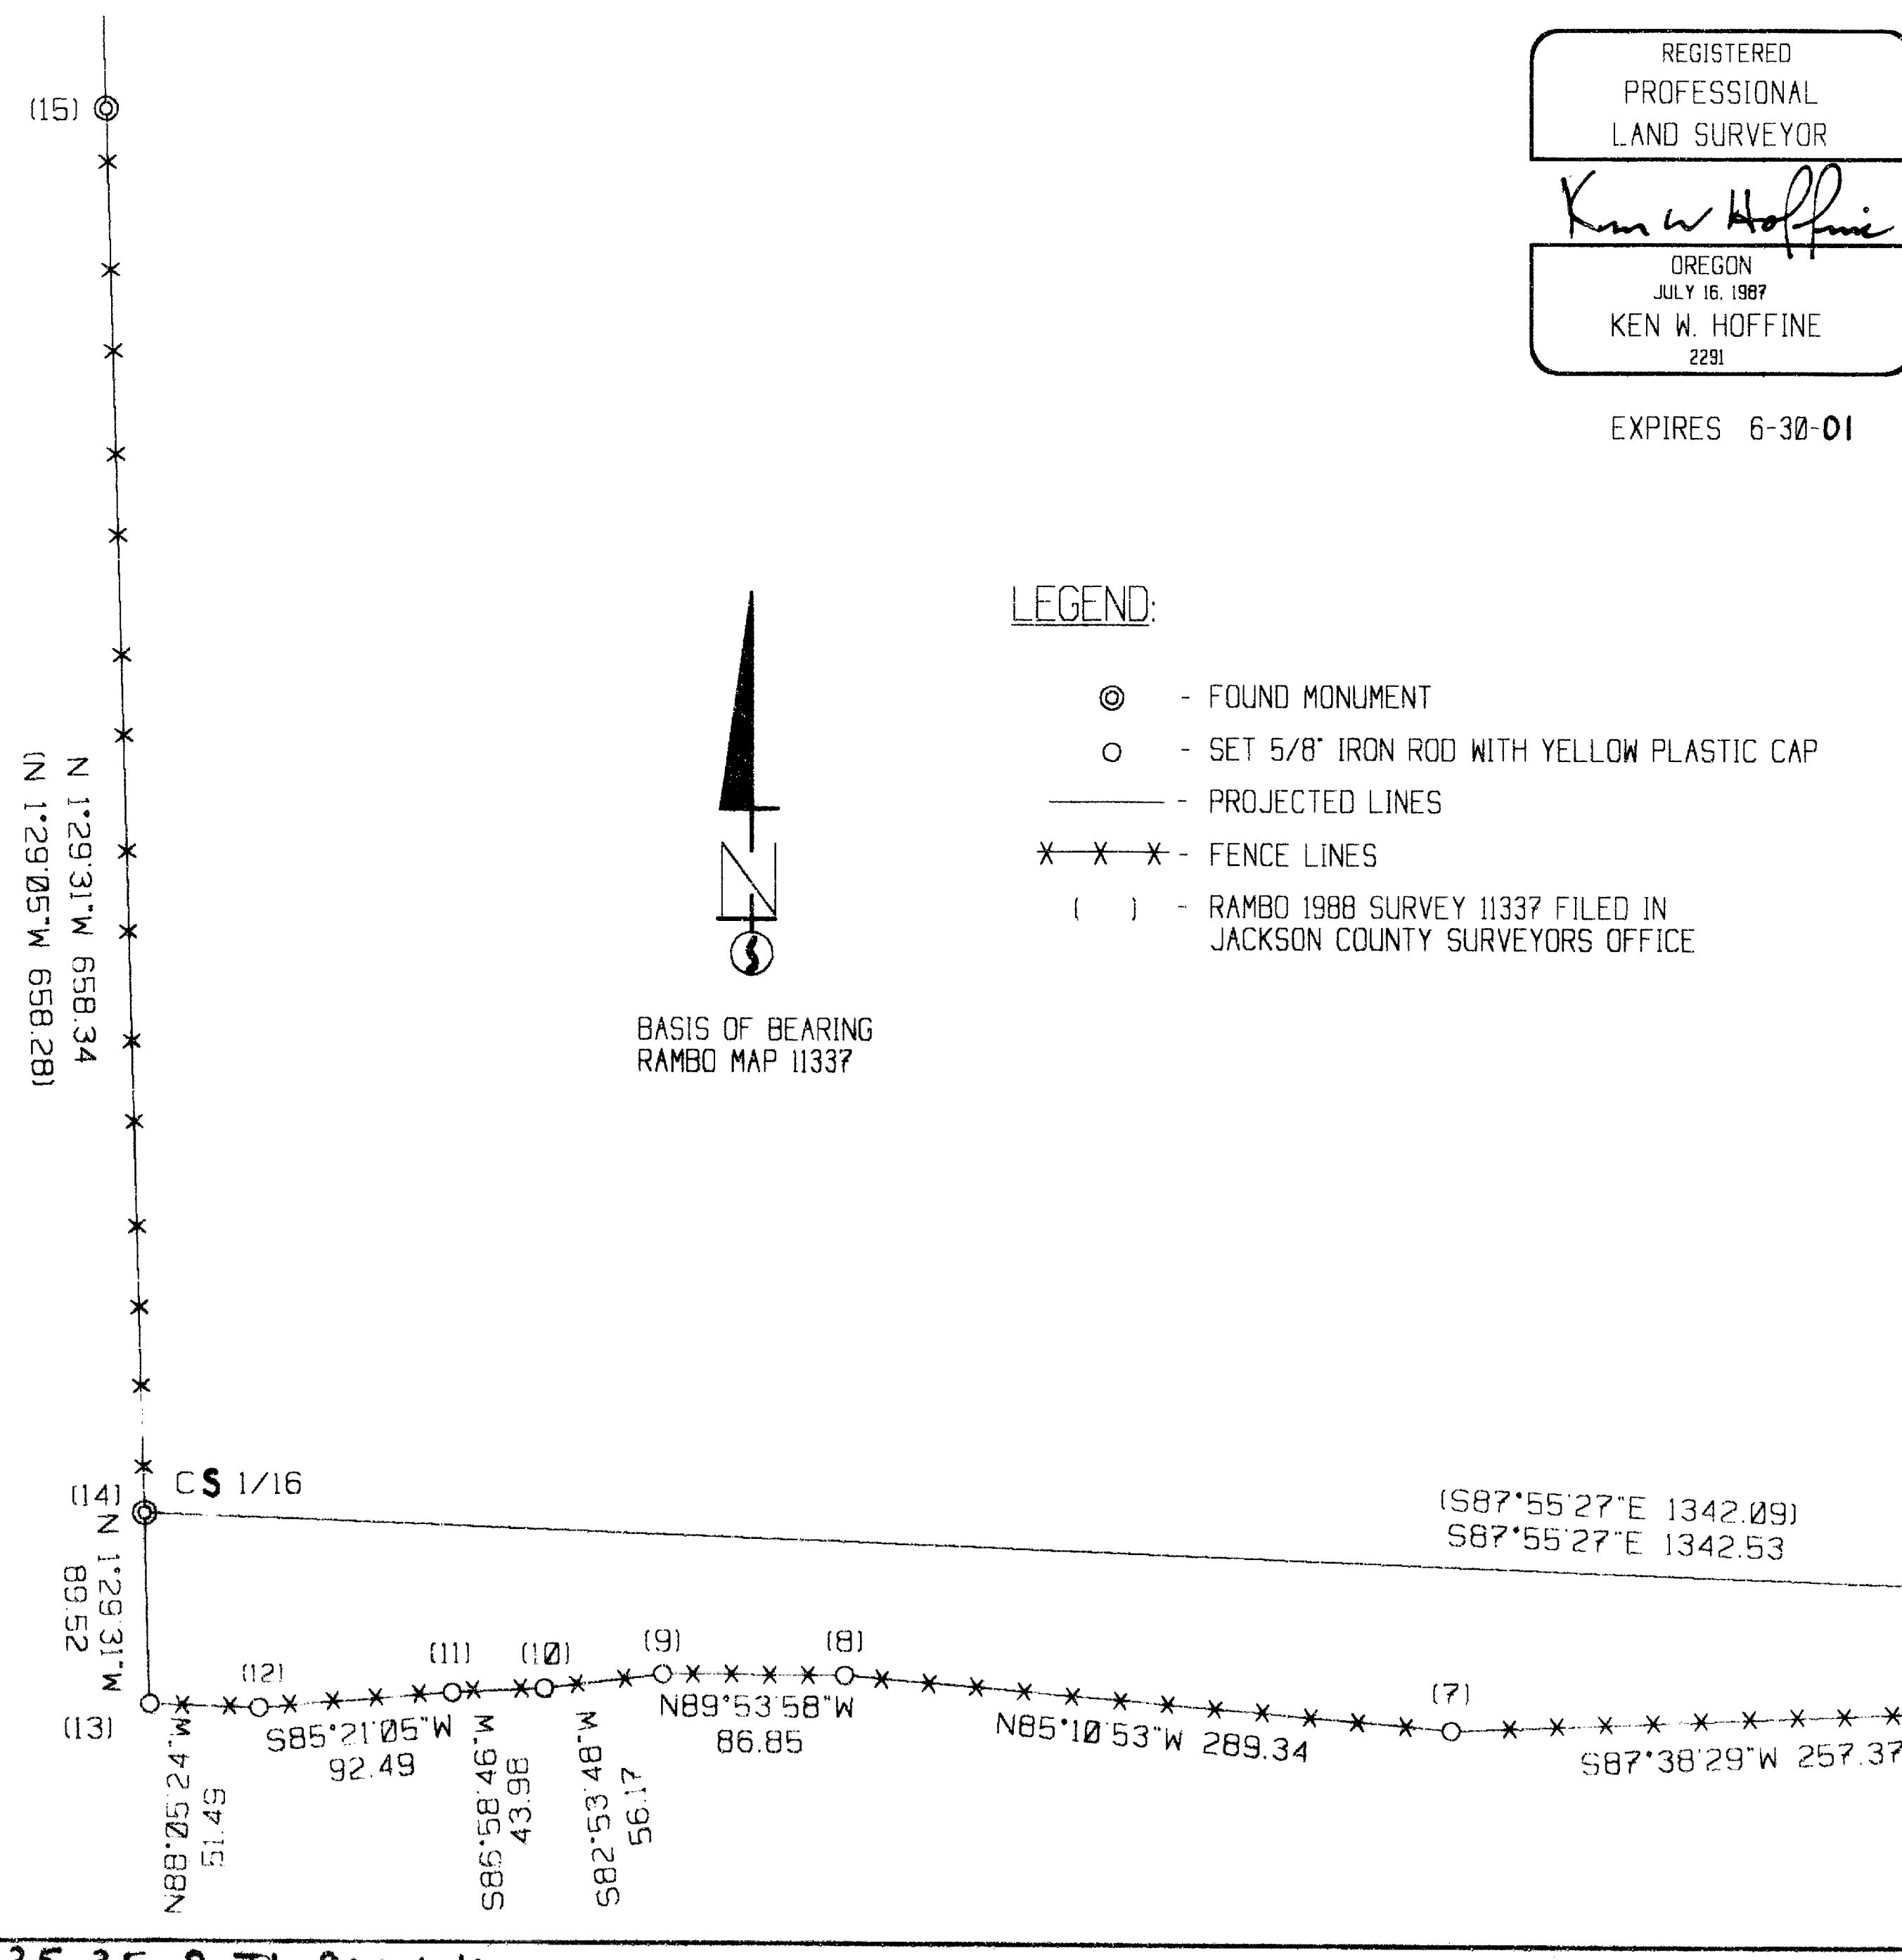 (15)
REGISTERED
PROFESSIONAL
LAND SURVEYOR
Ken W Hoffine
OREGON
JULY 16, 1987
KEN W. HOFFINE
2291
EXPIRES 6-30-01
LEGEND:
- FOUND MONUMENT
- SET 5/8" IRON ROD WITH YELLOW PLASTIC CAP
- PROJECTED LINES
- FENCE LINES
( ) - RAMBO 1988 SURVEY 11337 FILED IN
JACKSON COUNTY SURVEYORS OFFICE
N
BASIS OF BEARING
RAMBO MAP 11337
N 1°29'31"W 658.34
(N 1°29'05"W 658.28)
(14)
CS 1/16
(S87°55'27"E 1342.09)
S87°55'27"E 1342.53
N 1°29'31"W
89.52
(13)
(12)
(11)
(10)
(9)
(8)
(7)
N88°05'24"W
51.49
S85°21'05"W
92.49
S86°58'46"W
43.98
S82°53'48"W
56.17
N89°53'58"W
86.85
N85°10'53"W 289.34
S87°38'29"W 257.37